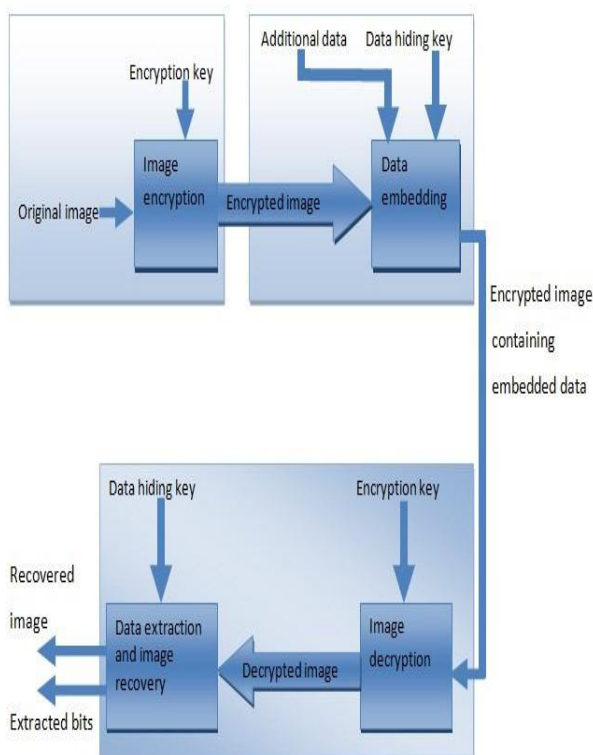 Additional data
Data hiding key
Encryption key
Image
encryption
Data
embedding
Original image
Encrypted image
Encrypted image
containing
embedded data
Data hiding key
Encryption key
Recovered
image
Data extraction
and image
recovery
Image
decryption
Decrypted image
Extracted bits